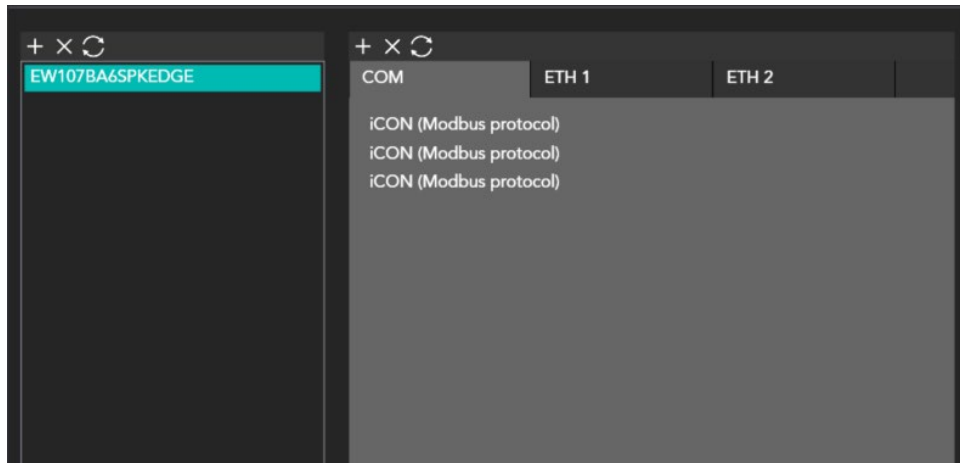 EW107BA6SPKEDGE
COM ETH 1 ETH 2
iCON (Modbus protocol)
iCON (Modbus protocol)
iCON (Modbus protocol)